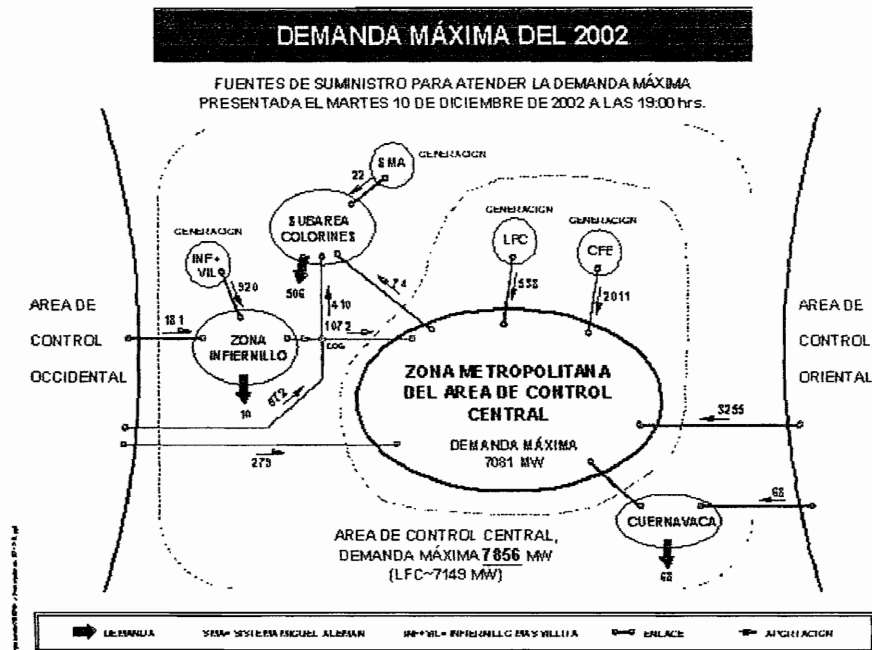 DEMANDA MÁXIMA DEL 2002
FUENTES DE SUMINISTRO PARA ATENDER LA DEMANDA MÁXIMA
PRESENTADA EL MARTES 10 DE DICIEMBRE DE 2002 A LAS 19:00 hrs.
SMA
GENERACION
22
SUBAREA
COLORINES
GENERACION
INF+
VIL
920
506
410
74
GENERACION
LFC
538
GENERACION
CFE
2011
AREA DE
CONTROL
OCCIDENTAL
181
ZONA
INFIERNILLO
1072
10
672
275
ZONA METROPOLITANA
DEL AREA DE CONTROL
CENTRAL
DEMANDA MÁXIMA
7081 MW
AREA DE
CONTROL
ORIENTAL
3255
68
CUERNAVACA
68
AREA DE CONTROL CENTRAL,
DEMANDA MÁXIMA 7856 MW
(LFC~7149 MW)
DEMANDA
SMA= SISTEMA MIGUEL ALEMAN
INF+VIL= INFIERNILLO MAS VILLITA
ENLACE
APORTACION